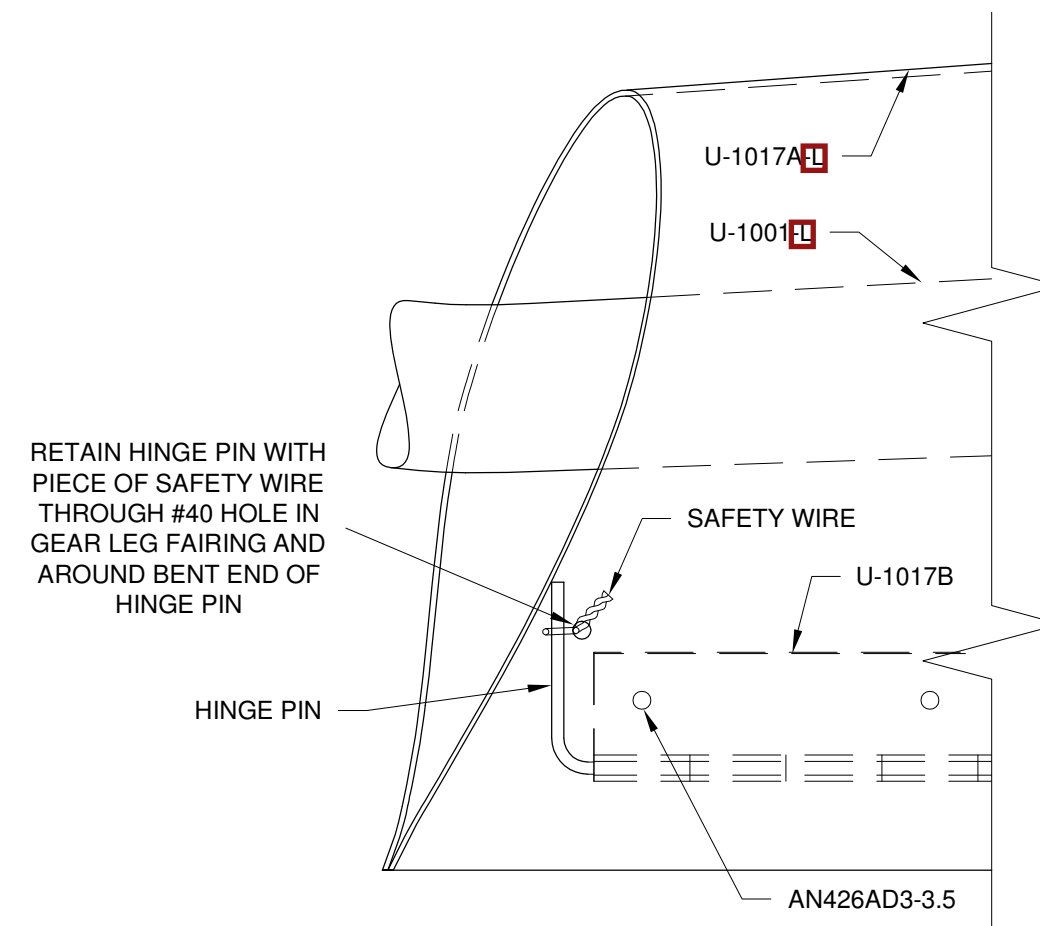 U-1017A-L
U-1001-L
RETAIN HINGE PIN WITH
PIECE OF SAFETY WIRE
THROUGH #40 HOLE IN
GEAR LEG FAIRING AND
AROUND BENT END OF
HINGE PIN
SAFETY WIRE
U-1017B
HINGE PIN
AN426AD3-3.5